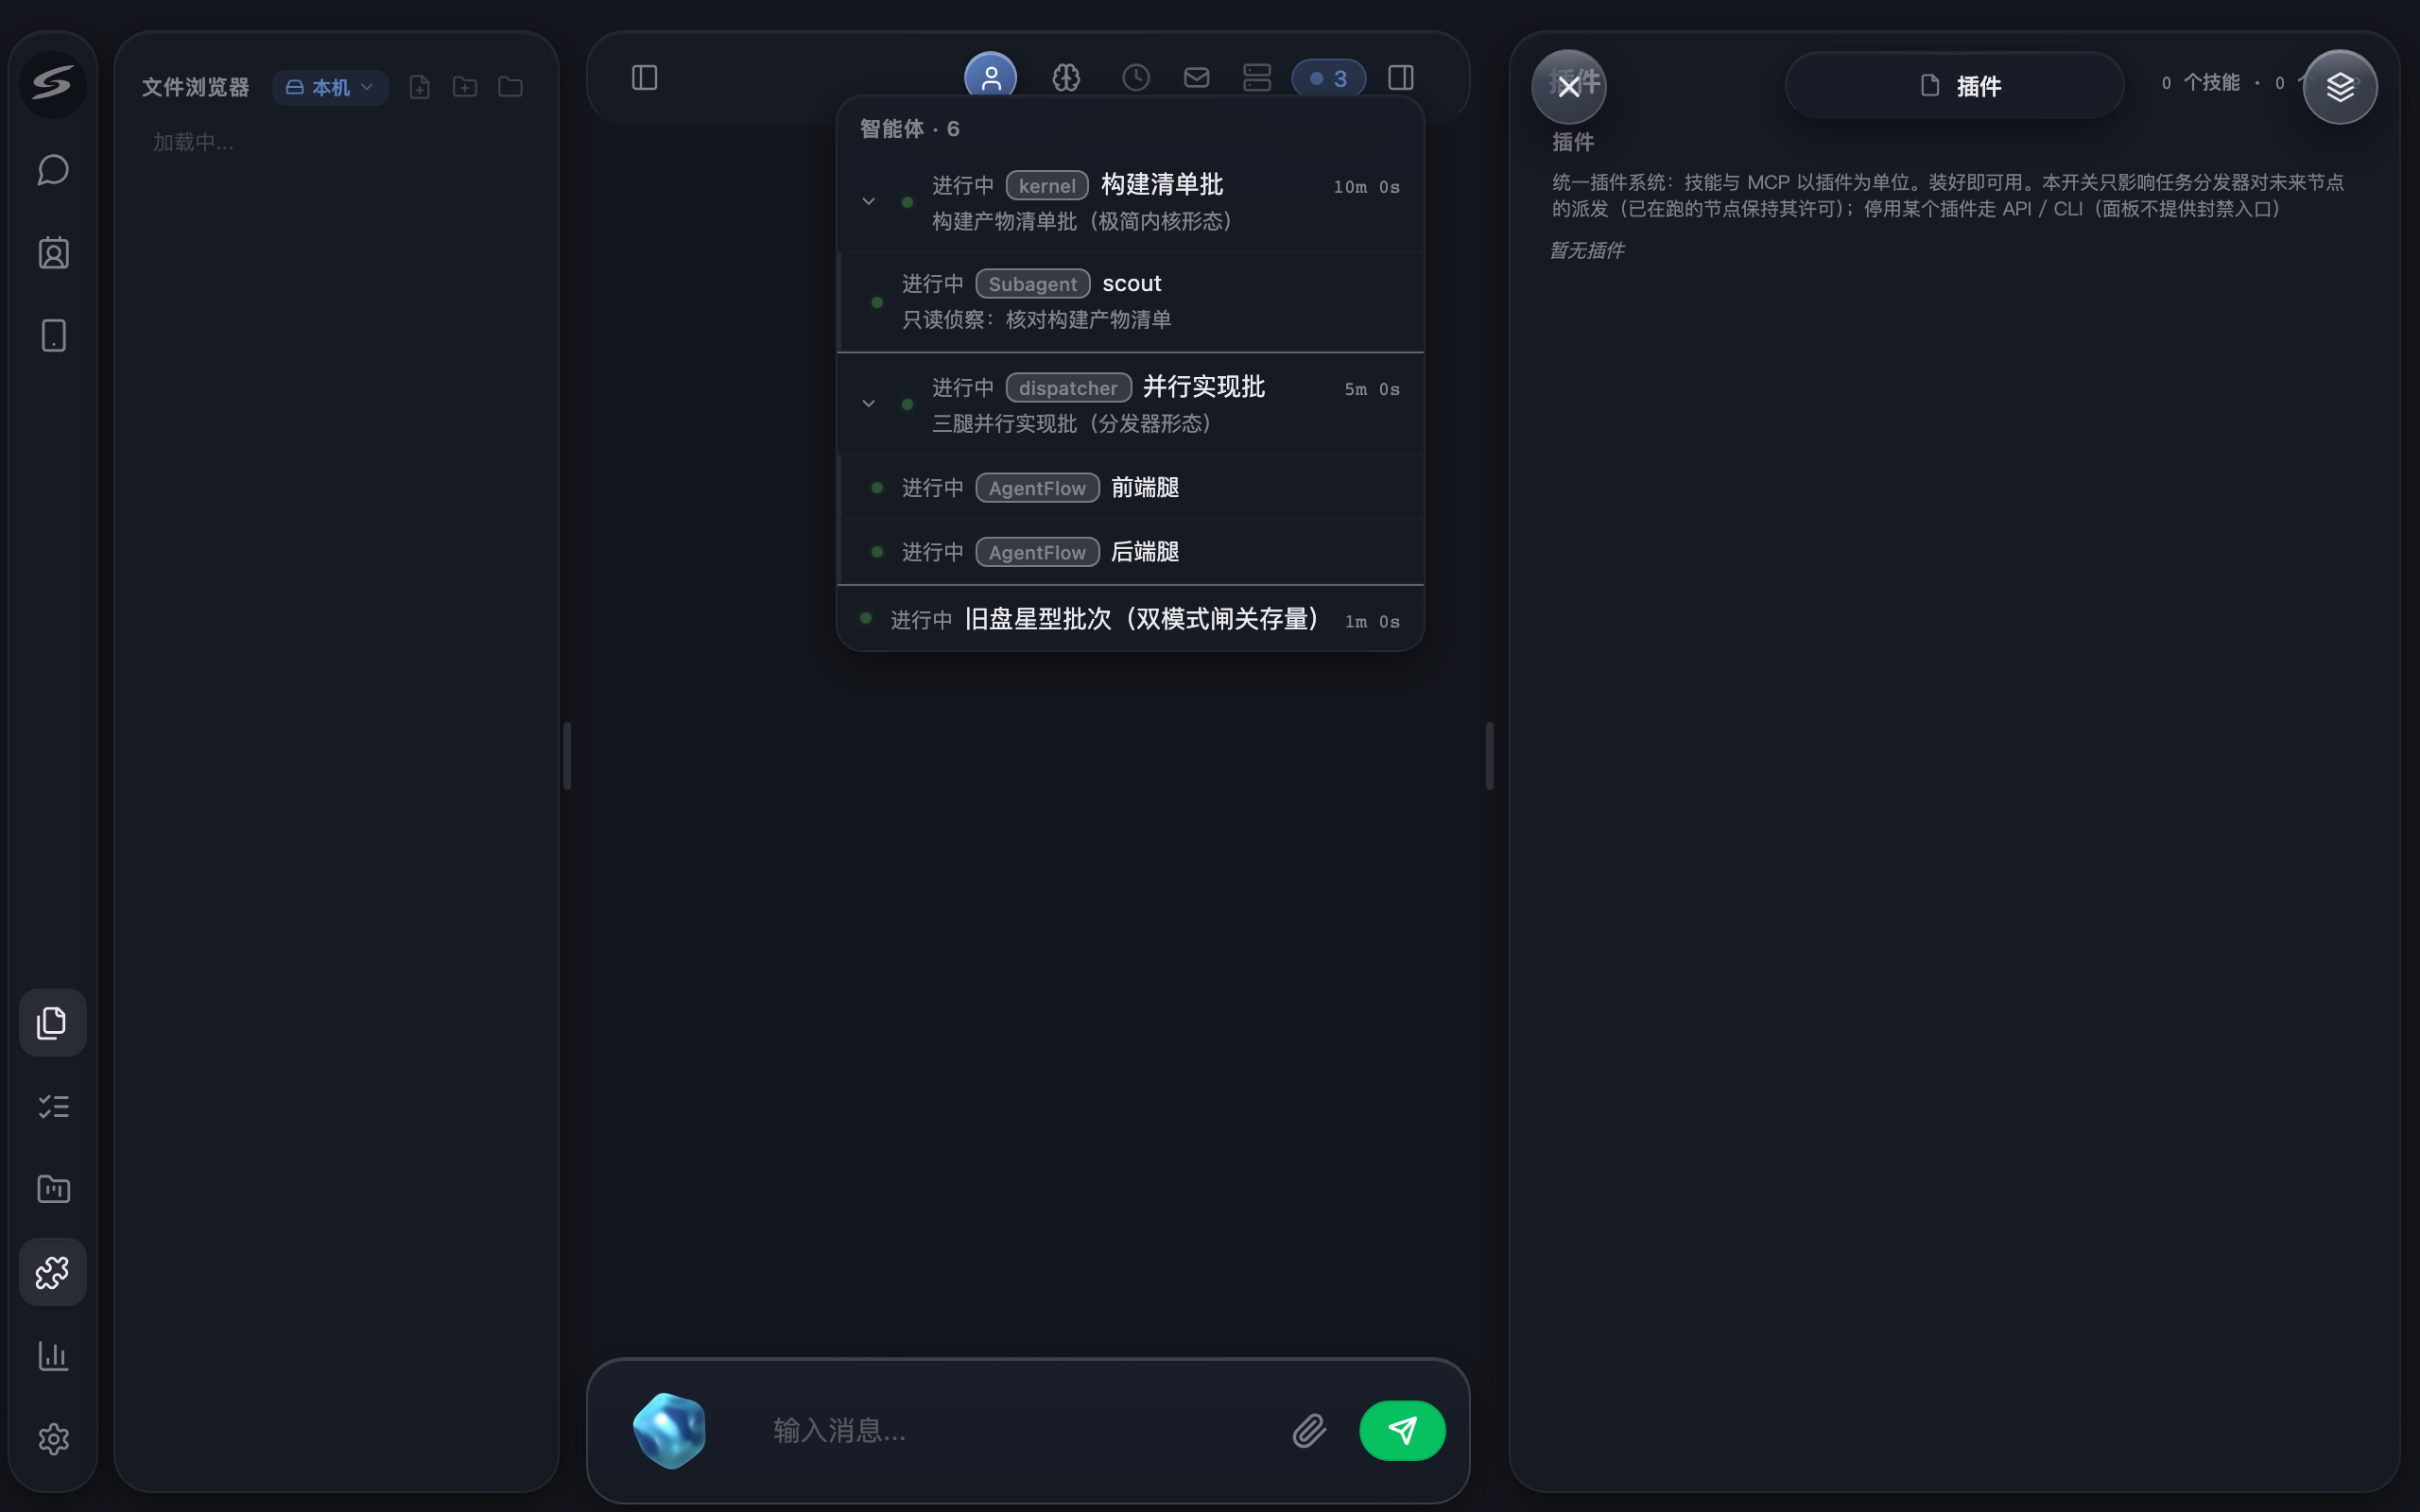 文件浏览器
本机
加载中...
3
智能体 · 6
进行中 kernel 构建清单批 10m 0s
构建产物清单批（极简内核形态）
进行中 Subagent scout
只读侦察：核对构建产物清单
进行中 dispatcher 并行实现批 5m 0s
三腿并行实现批（分发器形态）
进行中 AgentFlow 前端腿
进行中 AgentFlow 后端腿
进行中 旧盘星型批次（双模式闸关存量） 1m 0s
输入消息...
插件
插件
0 个技能 · 0 个
插件
统一插件系统：技能与 MCP 以插件为单位。装好即可用。本开关只影响任务分发器对未来节点
的派发（已在跑的节点保持其许可）；停用某个插件走 API / CLI（面板不提供封禁入口）
暂无插件